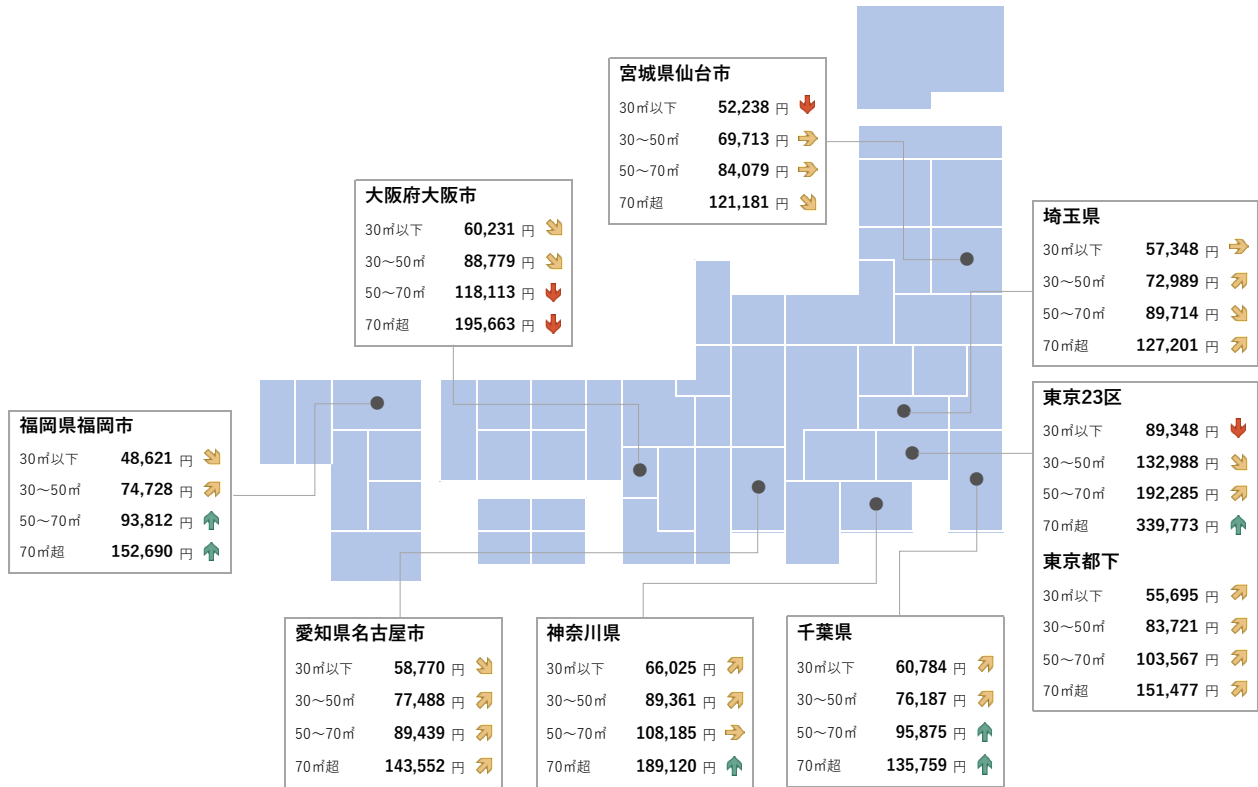 宮城県仙台市
30㎡以下 52,238 円
30～50㎡ 69,713 円
50～70㎡ 84,079 円
70㎡超 121,181 円
大阪府大阪市
30㎡以下 60,231 円
30～50㎡ 88,779 円
50～70㎡ 118,113 円
70㎡超 195,663 円
埼玉県
30㎡以下 57,348 円
30～50㎡ 72,989 円
50～70㎡ 89,714 円
70㎡超 127,201 円
福岡県福岡市
30㎡以下 48,621 円
30～50㎡ 74,728 円
50～70㎡ 93,812 円
70㎡超 152,690 円
東京23区
30㎡以下 89,348 円
30～50㎡ 132,988 円
50～70㎡ 192,285 円
70㎡超 339,773 円
東京都下
30㎡以下 55,695 円
30～50㎡ 83,721 円
50～70㎡ 103,567 円
70㎡超 151,477 円
愛知県名古屋市
30㎡以下 58,770 円
30～50㎡ 77,488 円
50～70㎡ 89,439 円
70㎡超 143,552 円
神奈川県
30㎡以下 66,025 円
30～50㎡ 89,361 円
50～70㎡ 108,185 円
70㎡超 189,120 円
千葉県
30㎡以下 60,784 円
30～50㎡ 76,187 円
50～70㎡ 95,875 円
70㎡超 135,759 円